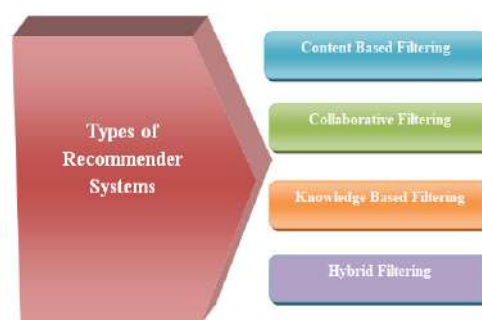 Types of
Recommender
Systems
Content Based Filtering
Collaborative Filtering
Knowledge Based Filtering
Hybrid Filtering